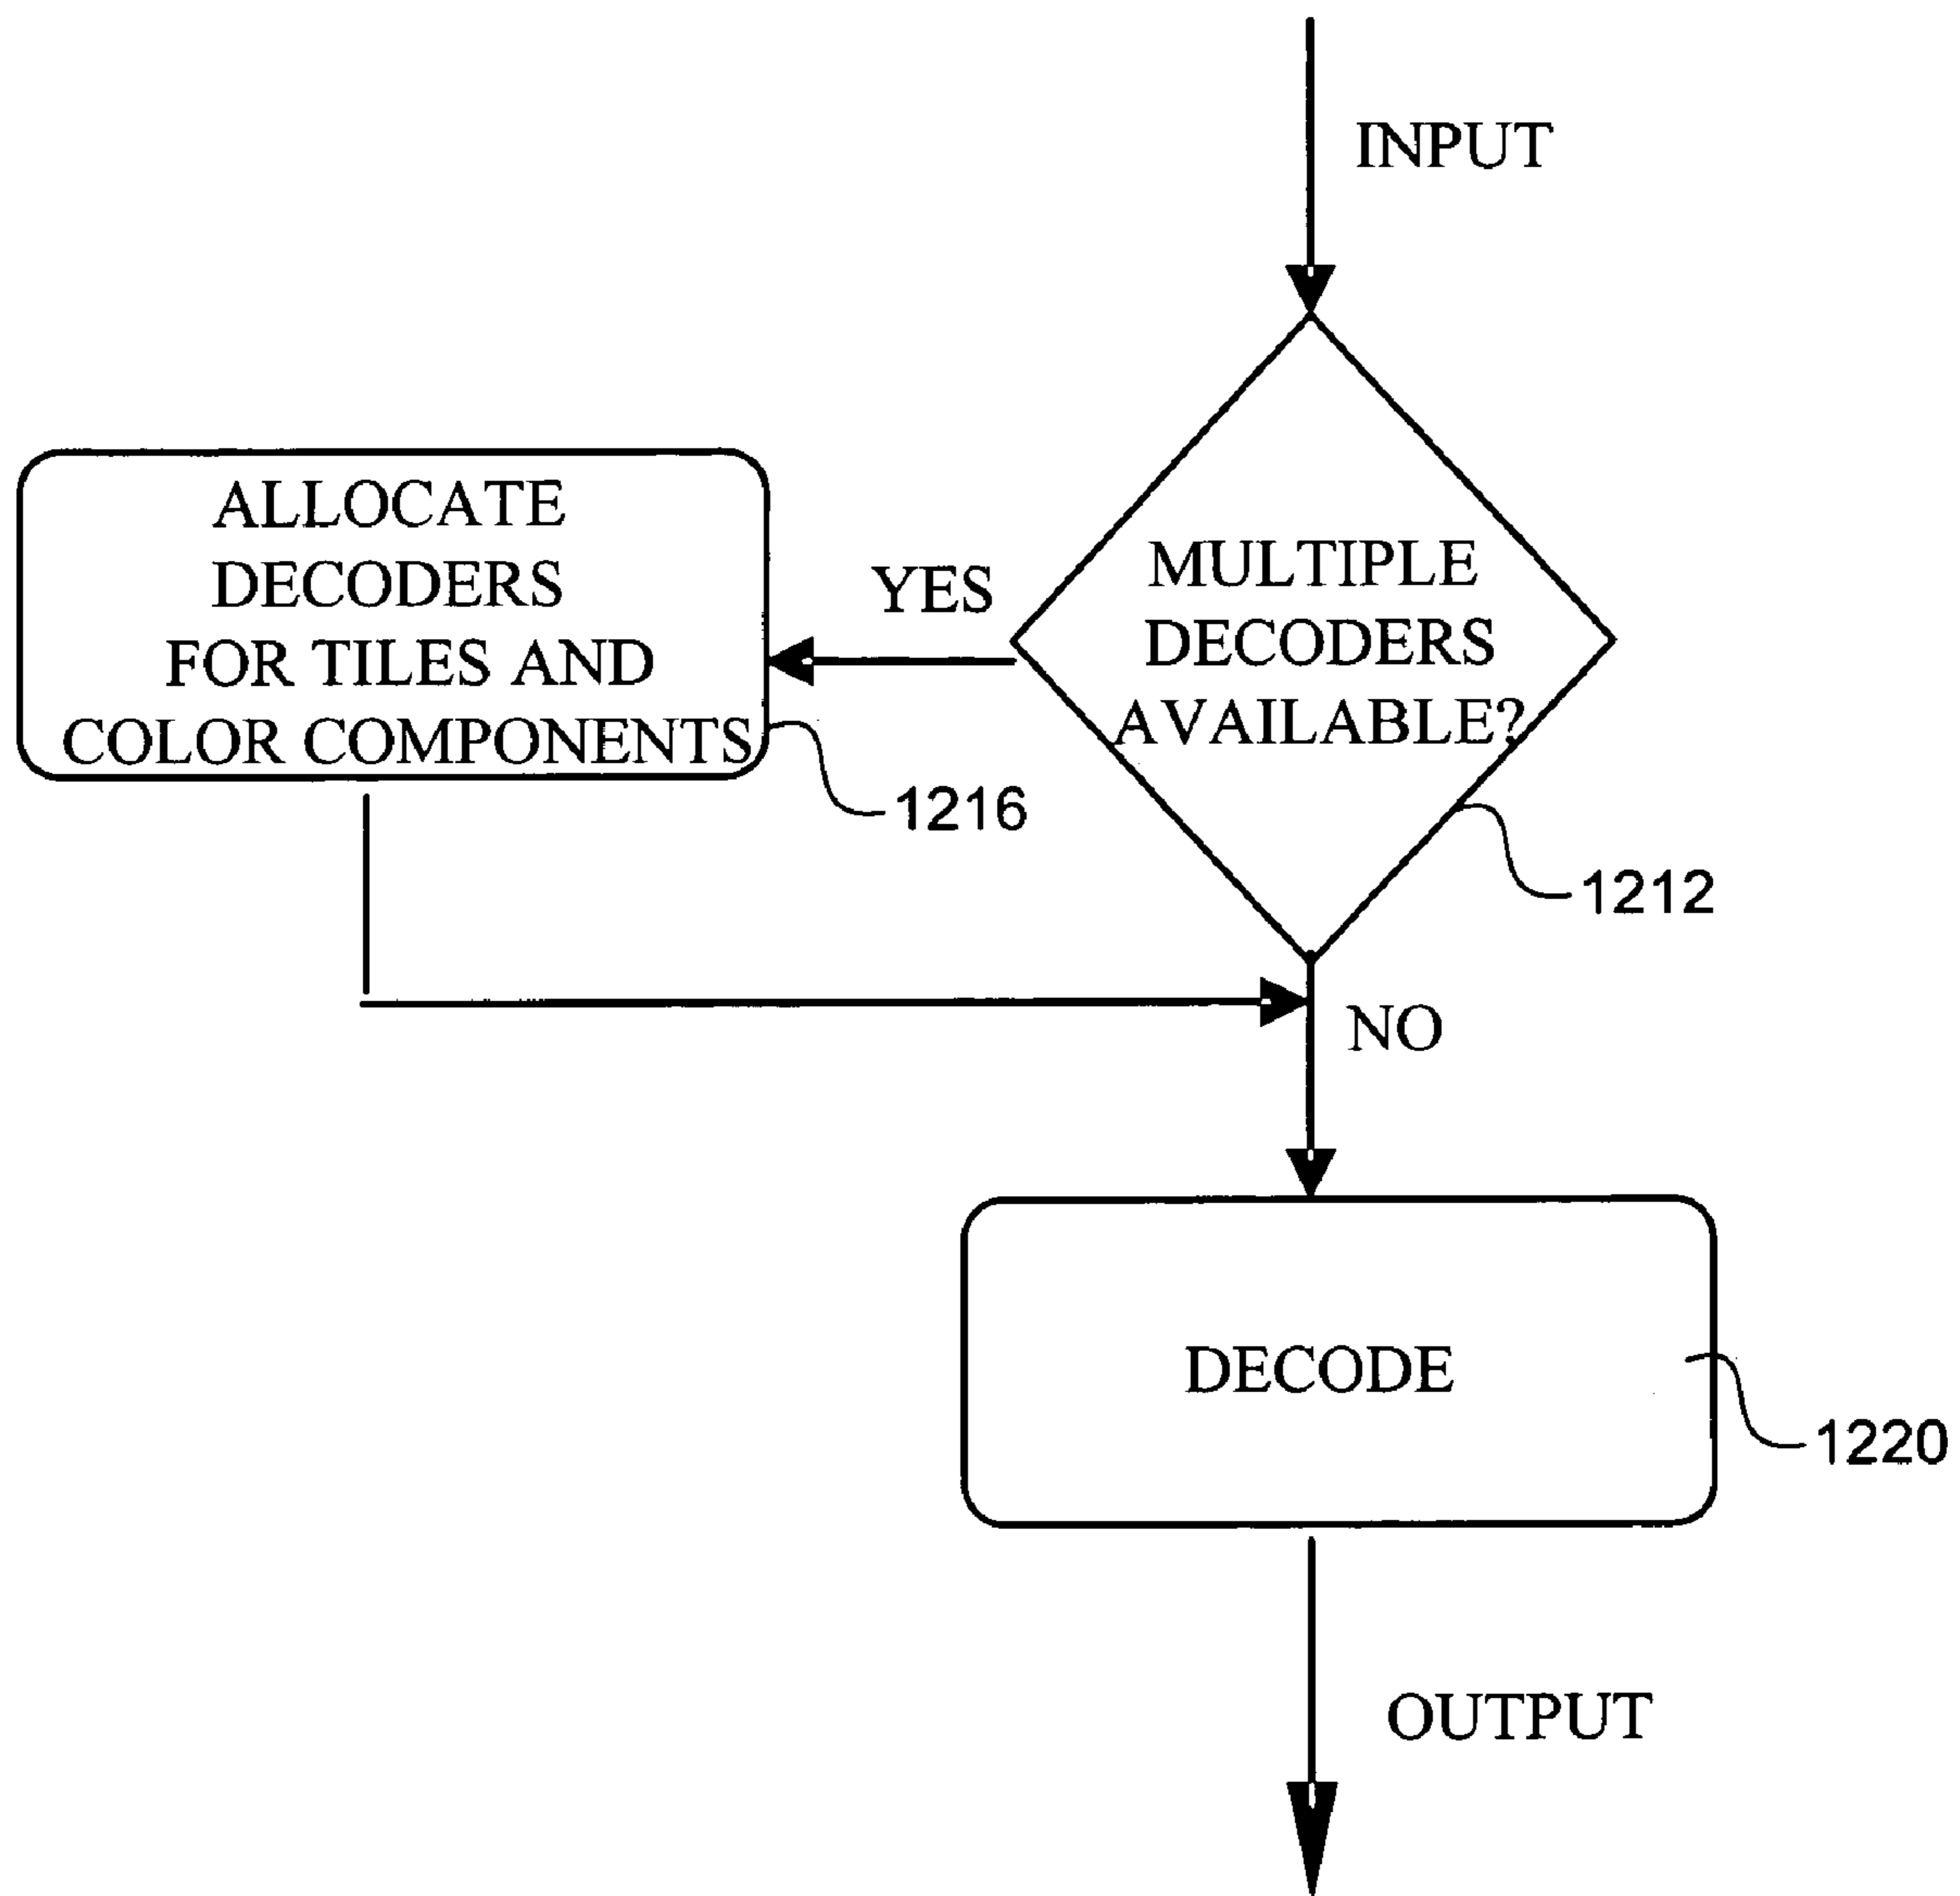 INPUT
ALLOCATE
DECODERS
FOR TILES AND
COLOR COMPONENTS
YES
MULTIPLE
DECODERS
AVAILABLE?
1216
1212
NO
DECODE
1220
OUTPUT